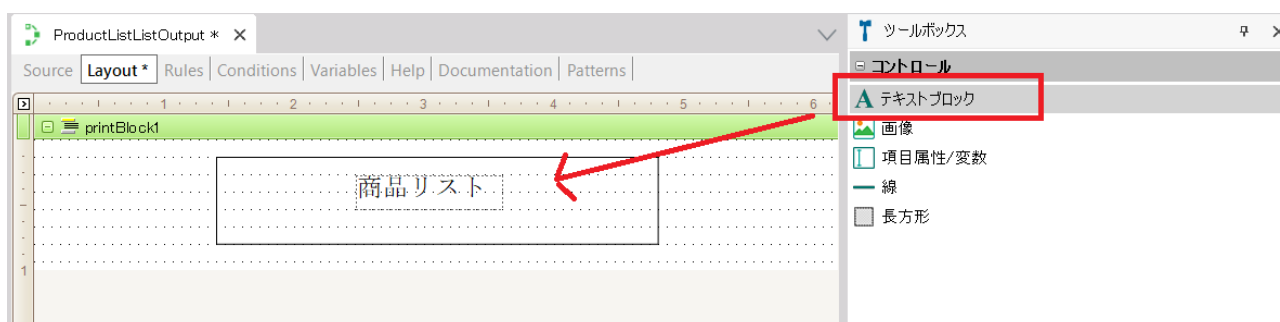 ProductListListOutput *
Source Layout * Rules Conditions Variables Help Documentation Patterns
1 2 3 4 5 6
printBlock1
商品リスト
1
ツールボックス
コントロール
A テキストブロック
画像
項目属性/変数
線
長方形